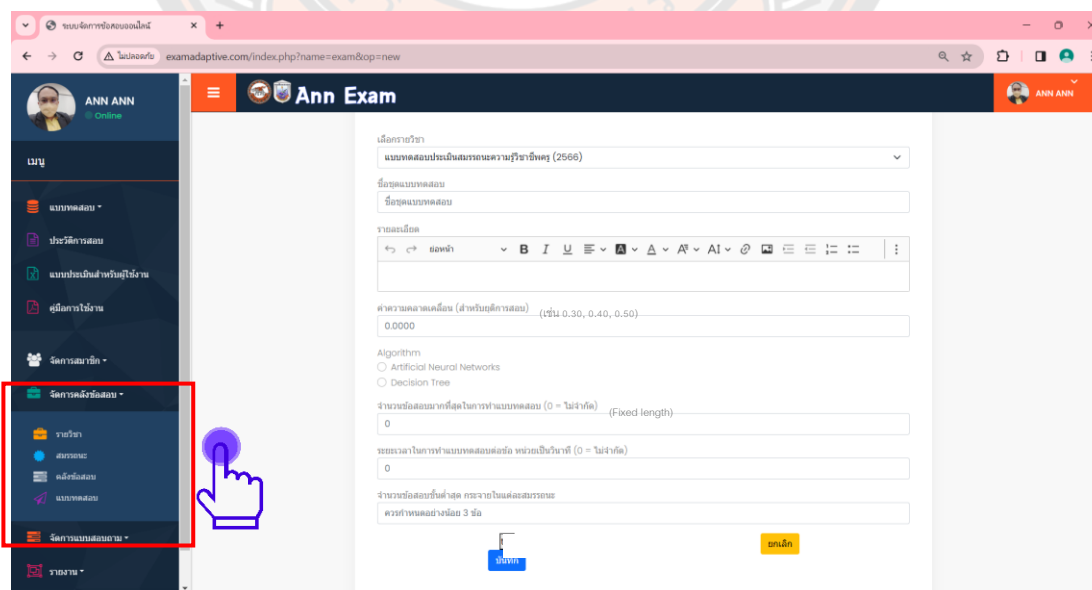 ระบบจัดการข้อสอบออนไลน์
ไม่ปลอดภัย examadaptive.com/index.php?name=exam&op=new
ANN ANN
Online
Ann Exam
ANN ANN
เมนู
แบบทดสอบ
ประวัติการสอบ
แบบประเมินสำหรับผู้ใช้งาน
คู่มือการใช้งาน
จัดการสมาชิก
จัดการคลังข้อสอบ
รายวิชา
สมรรถนะ
คลังข้อสอบ
แบบทดสอบ
จัดการแบบสอบถาม
รายงาน
เลือกรายวิชา
แบบทดสอบประเมินสมรรถนะความรู้วิชาชีพครู (2566)
ชื่อชุดแบบทดสอบ
ชื่อชุดแบบทดสอบ
รายละเอียด
ย่อหน้า
ค่าความคลาดเคลื่อน (สำหรับยุติการสอบ) (เช่น 0.30, 0.40, 0.50)
0.0000
Algorithm
Artificial Neural Networks
Decision Tree
จำนวนข้อสอบมากที่สุดในการทำแบบทดสอบ (0 = ไม่จำกัด) (Fixed length)
0
ระยะเวลาในการทำแบบทดสอบต่อข้อ หน่วยเป็นวินาที (0 = ไม่จำกัด)
0
จำนวนข้อสอบขั้นต่ำสุด กระจายในแต่ละสมรรถนะ
ควรกำหนดอย่างน้อย 3 ข้อ
บันทึก
ยกเลิก